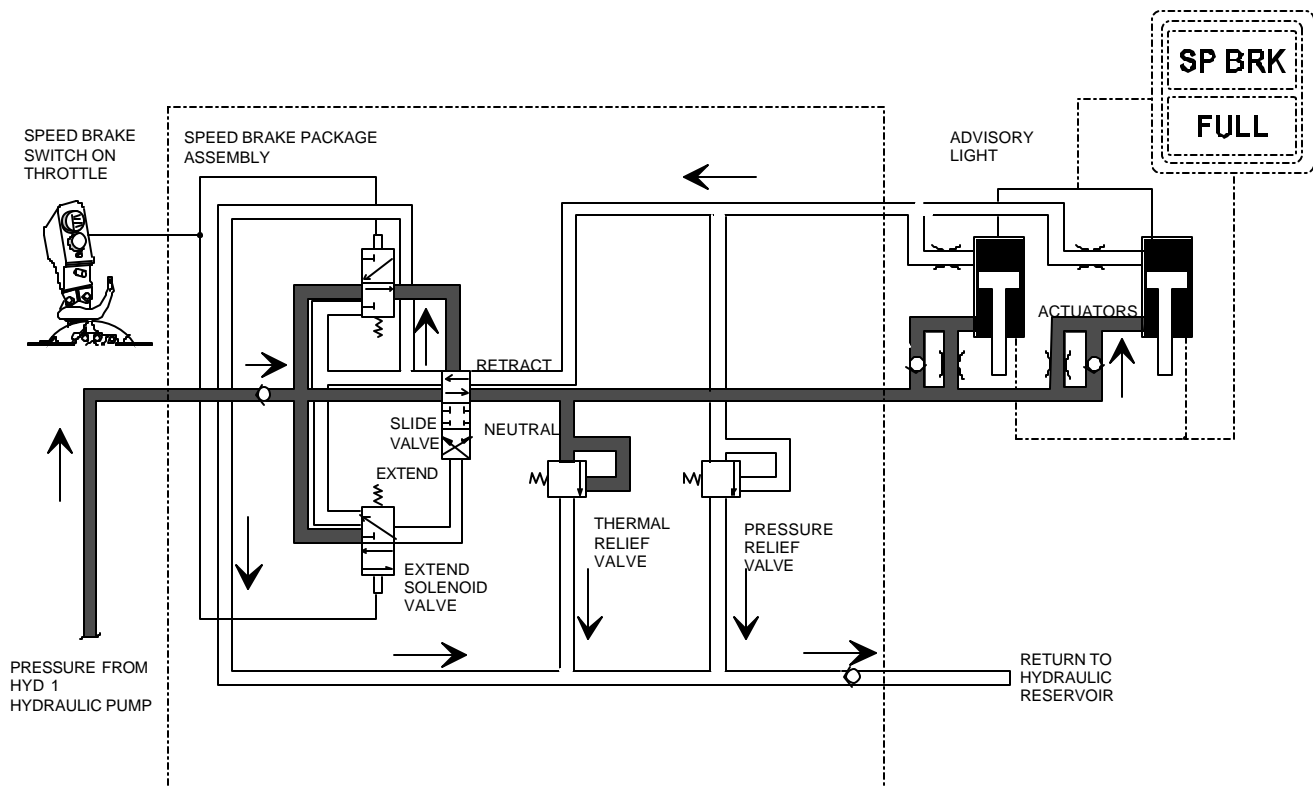 SP BRK
FULL
SPEED BRAKE
SWITCH ON
THROTTLE
SPEED BRAKE PACKAGE
ASSEMBLY
ADVISORY
LIGHT
ACTUATORS
RETRACT
SLIDE
VALVE
NEUTRAL
EXTEND
THERMAL
RELIEF
VALVE
PRESSURE
RELIEF
VALVE
EXTEND
SOLENOID
VALVE
PRESSURE FROM
HYD 1
HYDRAULIC PUMP
RETURN TO
HYDRAULIC
RESERVOIR